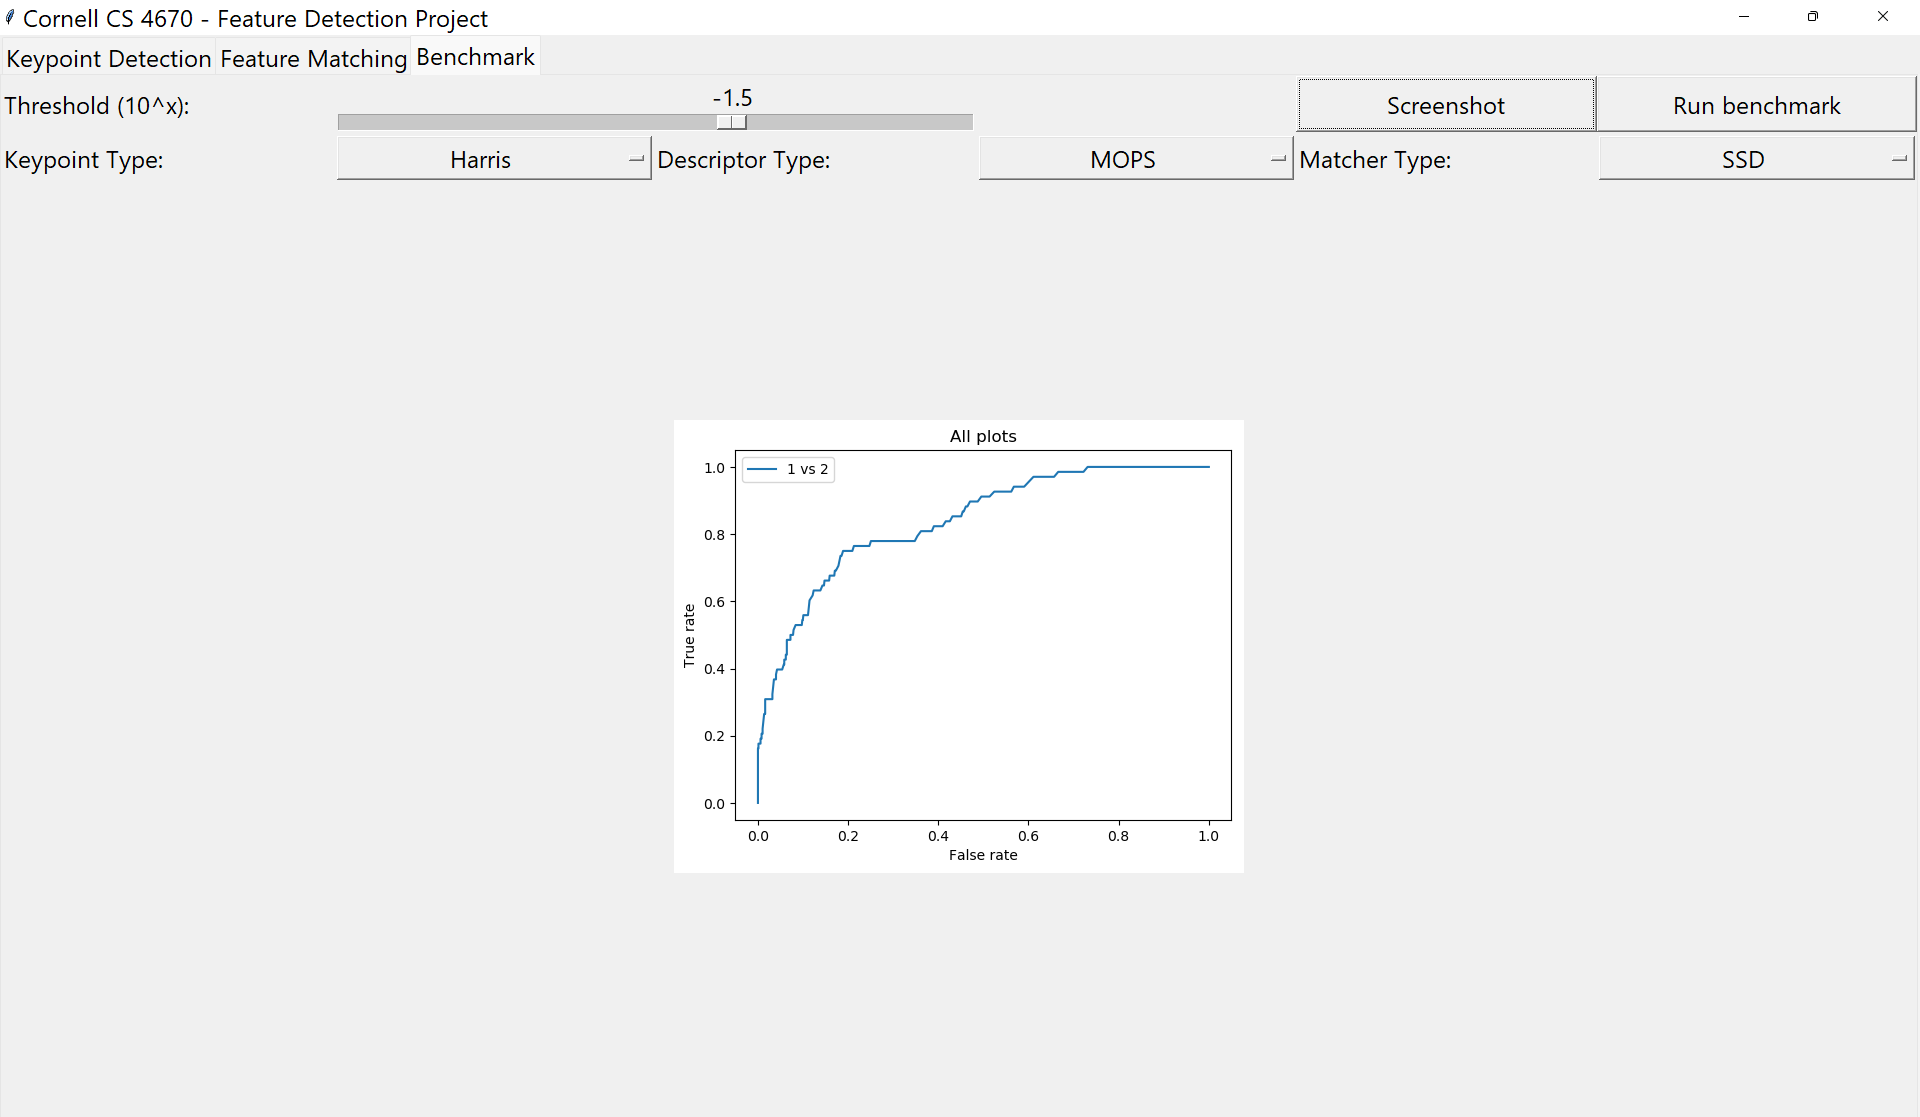 Cornell CS 4670 - Feature Detection Project
Keypoint Detection Feature Matching Benchmark
Threshold (10^x): -1.5 Screenshot Run benchmark
Keypoint Type: Harris Descriptor Type: MOPS Matcher Type: SSD
All plots
1 vs 2
1.0
0.8
0.6
0.4
0.2
0.0
True rate
0.0 0.2 0.4 0.6 0.8 1.0
False rate